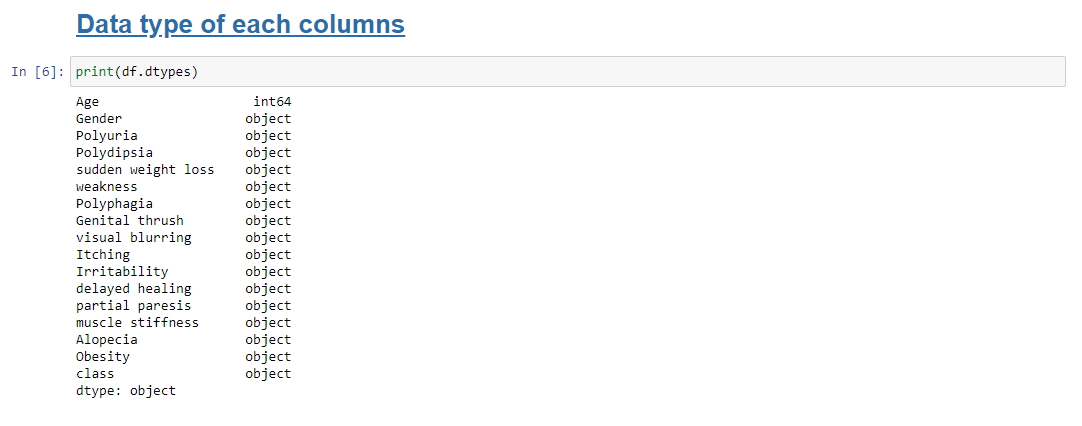 Data type of each columns
In [6]: print(df.dtypes)
Age                    int64
Gender                object
Polyuria              object
Polydipsia            object
sudden weight loss    object
weakness              object
Polyphagia            object
Genital thrush        object
visual blurring       object
Itching               object
Irritability          object
delayed healing       object
partial paresis       object
muscle stiffness      object
Alopecia              object
Obesity               object
class                 object
dtype: object